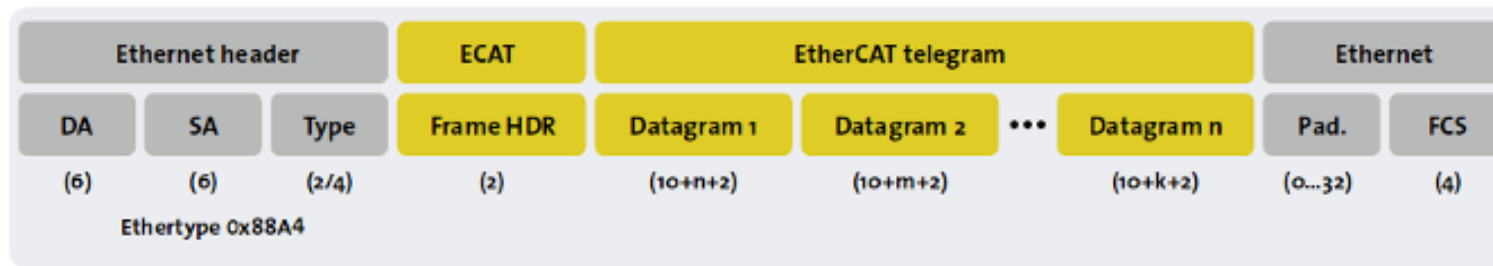 Ethernet header ECAT EtherCAT telegram Ethernet
DA SA Type Frame HDR Datagram 1 Datagram 2 ••• Datagram n Pad. FCS
(6) (6) (2/4) (2) (10+n+2) (10+m+2) (10+k+2) (0...32) (4)
Ethertype 0x88A4